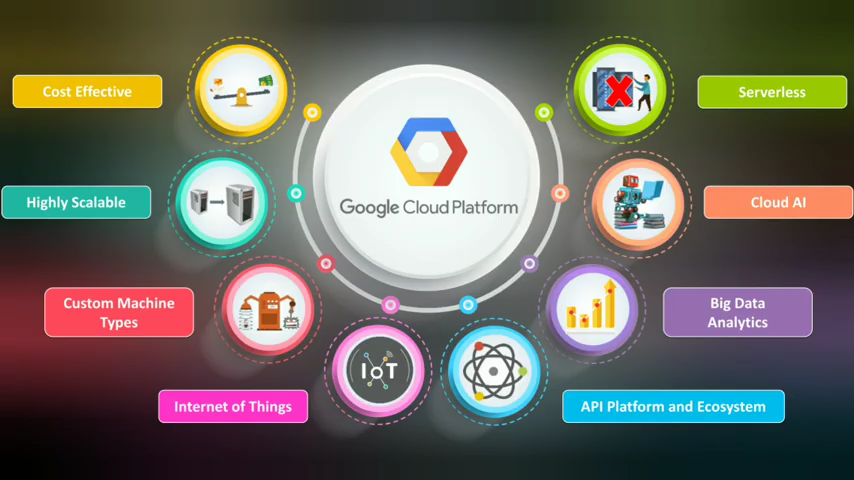 Cost Effective
Serverless
Google Cloud Platform
Highly Scalable
Cloud AI
Custom Machine
Types
Big Data
Analytics
IoT
Internet of Things
API Platform and Ecosystem